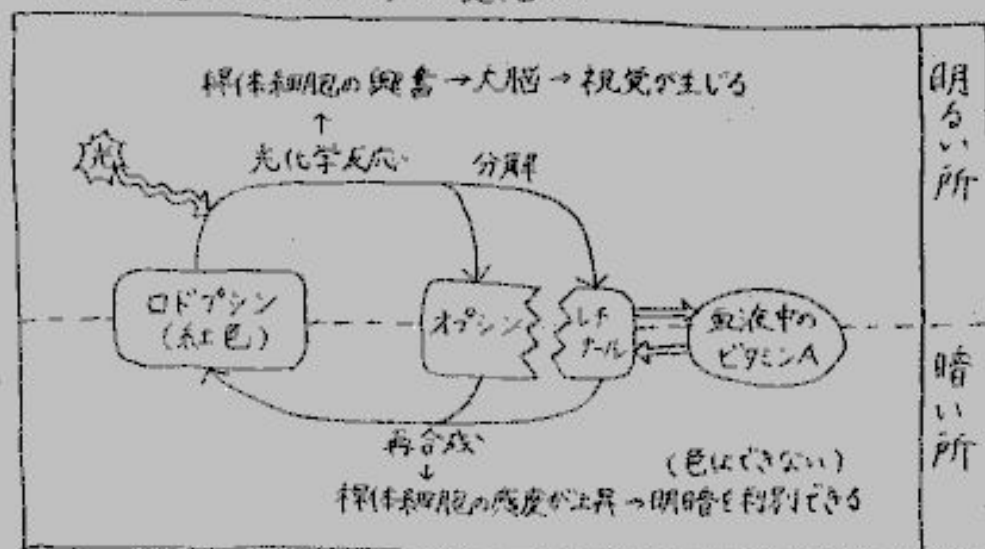 桿体細胞の興奮→大脳→視覚が生じる
↑
光
光化学反応
分解
ロドプシン
(紅色)
オプシン
レチ
ナール
血液中の
ビタミンA
再合成
↓
(色はできない)
桿体細胞の感度が上昇→明暗を判別できる
明るい所
暗い所